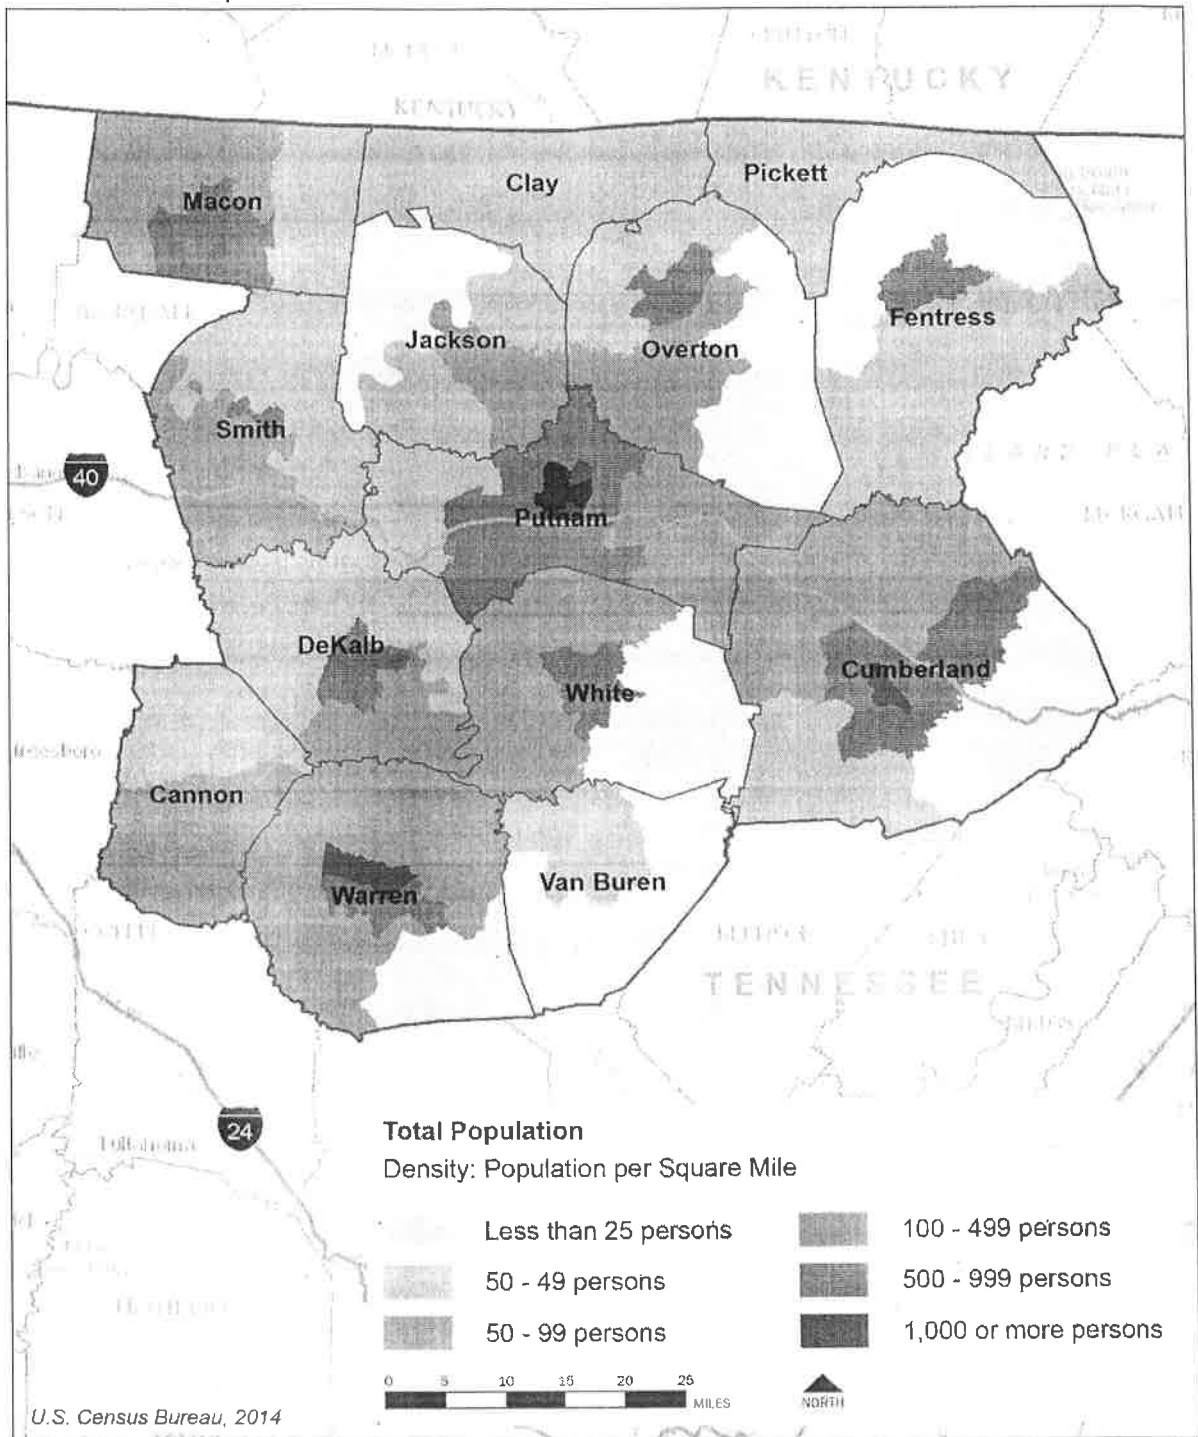 KENTUCKY
KENTUCKY
Macon
Clay
Pickett
Jackson
Overton
Fentress
Smith
40
Putnam
DeKalb
White
Cumberland
Cannon
Warren
Van Buren
TENNESSEE
24
Tullahoma
Total Population
Density: Population per Square Mile
Less than 25 persons
50 - 49 persons
50 - 99 persons
100 - 499 persons
500 - 999 persons
1,000 or more persons
0 5 10 15 20 25
MILES
NORTH
U.S. Census Bureau, 2014